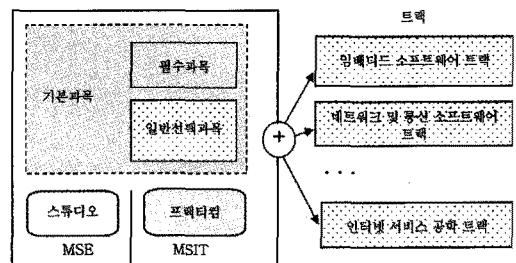 트랙
필수과목
임베디드 소프트웨어 트랙
기본과목
일반선택과목
네트워크 및 통신 소프트웨어
트랙
+
. . .
스튜디오
프랙티컴
인터넷 서비스 공학 트랙
MSE
MSIT